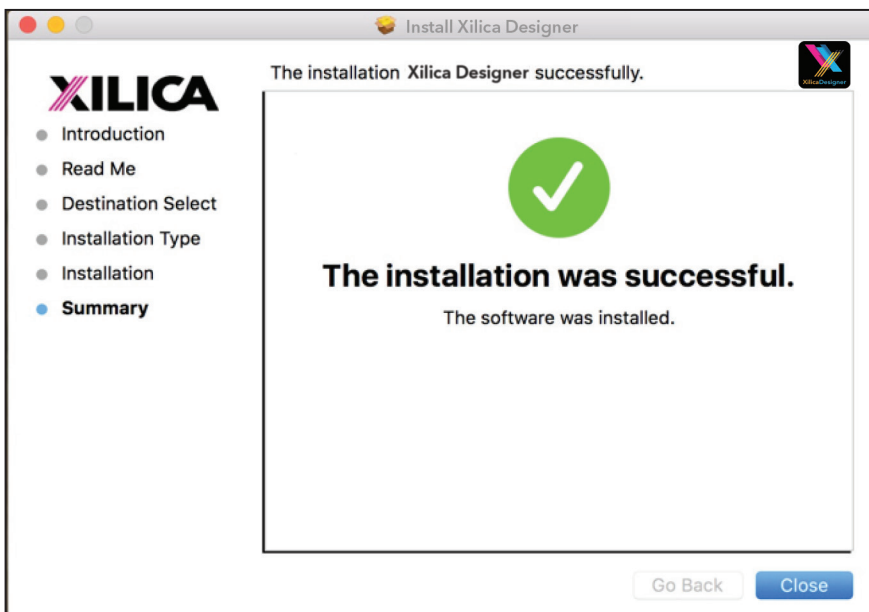 Install Xilica Designer
XILICA
The installation Xilica Designer successfully.
XilicaDesigner
Introduction
Read Me
Destination Select
Installation Type
Installation
Summary
The installation was successful.
The software was installed.
Go Back
Close